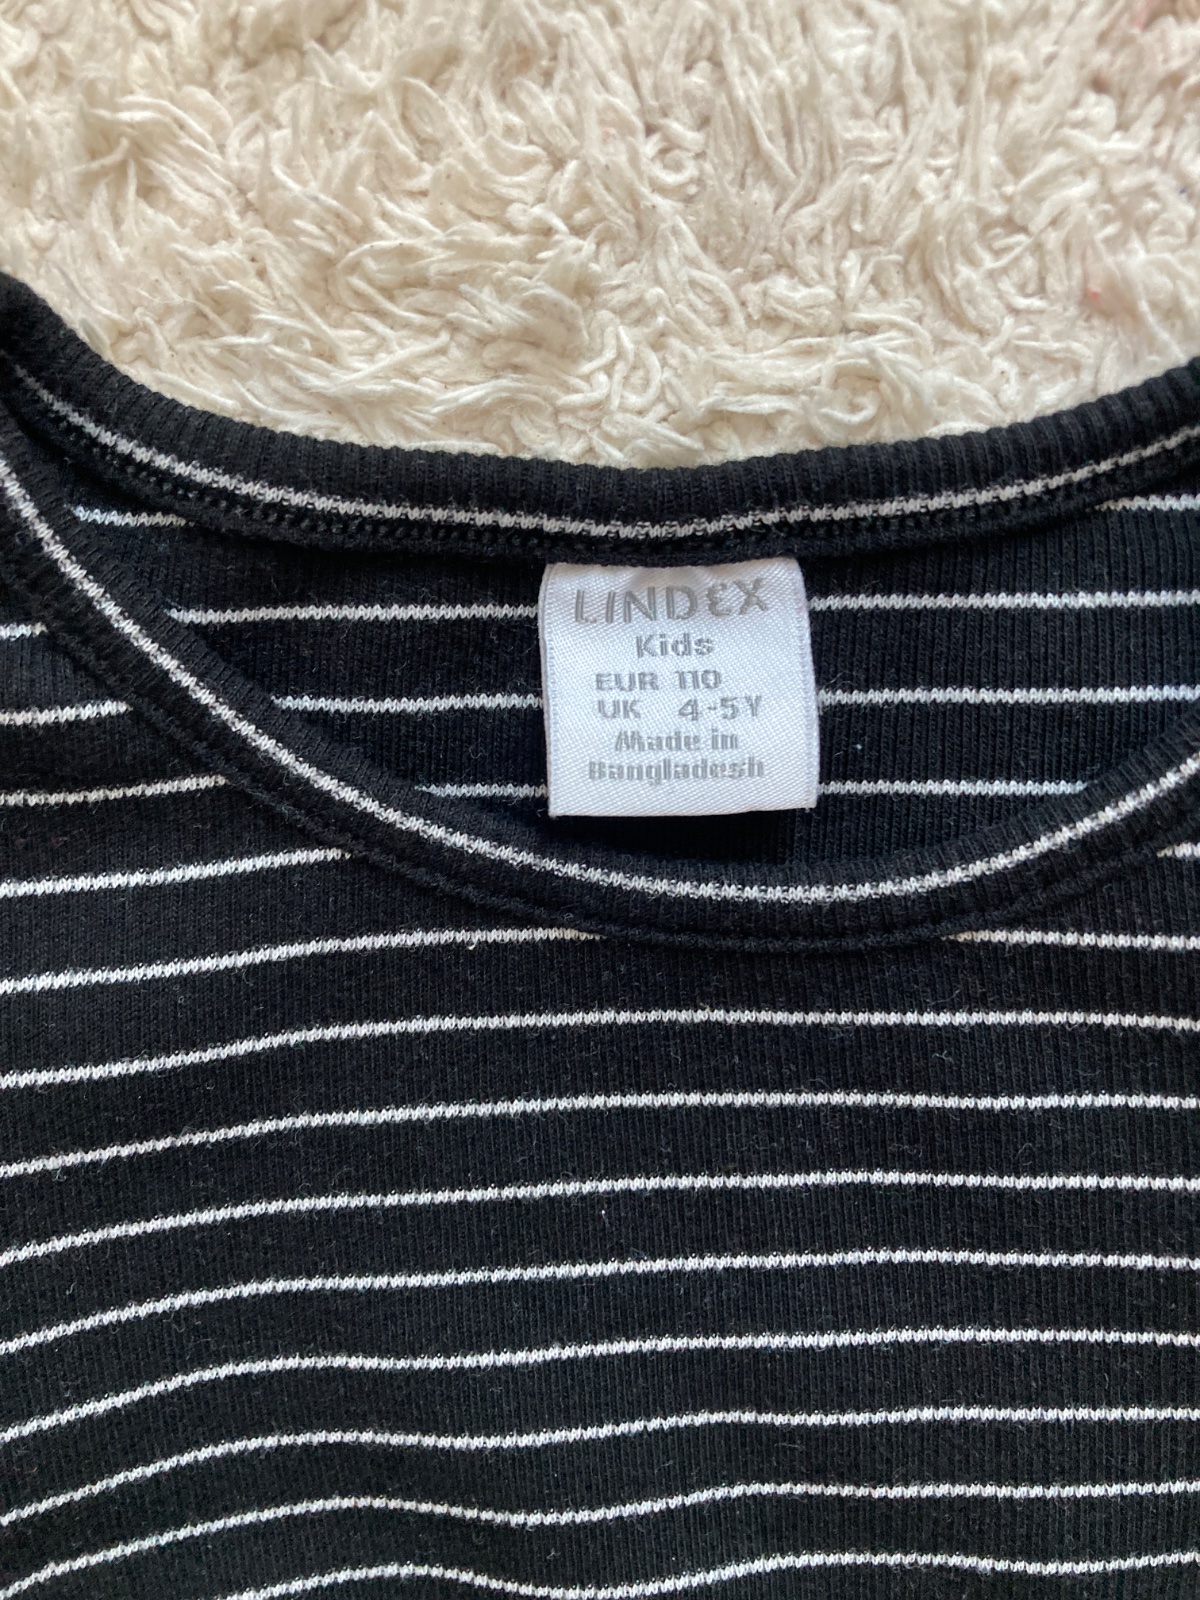 LINDEX
Kids
EUR 110
UK 4-5Y
Made in
Bangladesh